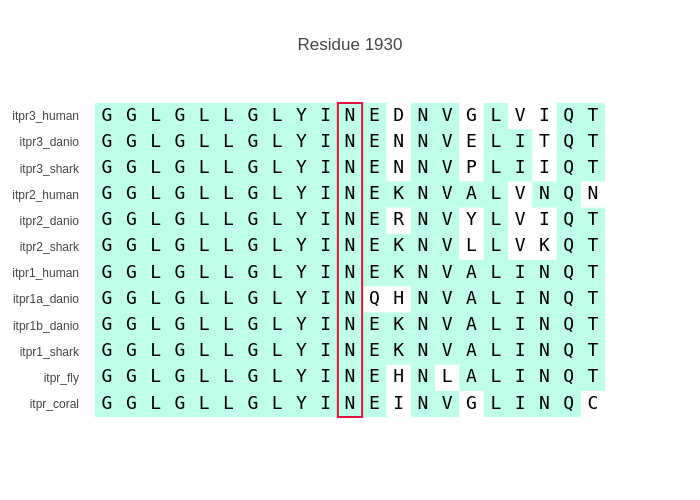 Residue 1930
itpr3_human G G L G L L G L Y I N E D N V G L V I Q T
itpr3_danio G G L G L L G L Y I N E N N V E L I T Q T
itpr3_shark G G L G L L G L Y I N E N N V P L I I Q T
itpr2_human G G L G L L G L Y I N E K N V A L V N Q N
itpr2_danio G G L G L L G L Y I N E R N V Y L V I Q T
itpr2_shark G G L G L L G L Y I N E K N V L L V K Q T
itpr1_human G G L G L L G L Y I N E K N V A L I N Q T
itpr1a_danio G G L G L L G L Y I N Q H N V A L I N Q T
itpr1b_danio G G L G L L G L Y I N E K N V A L I N Q T
itpr1_shark G G L G L L G L Y I N E K N V A L I N Q T
itpr_fly G G L G L L G L Y I N E H N L A L I N Q T
itpr_coral G G L G L L G L Y I N E I N V G L I N Q C